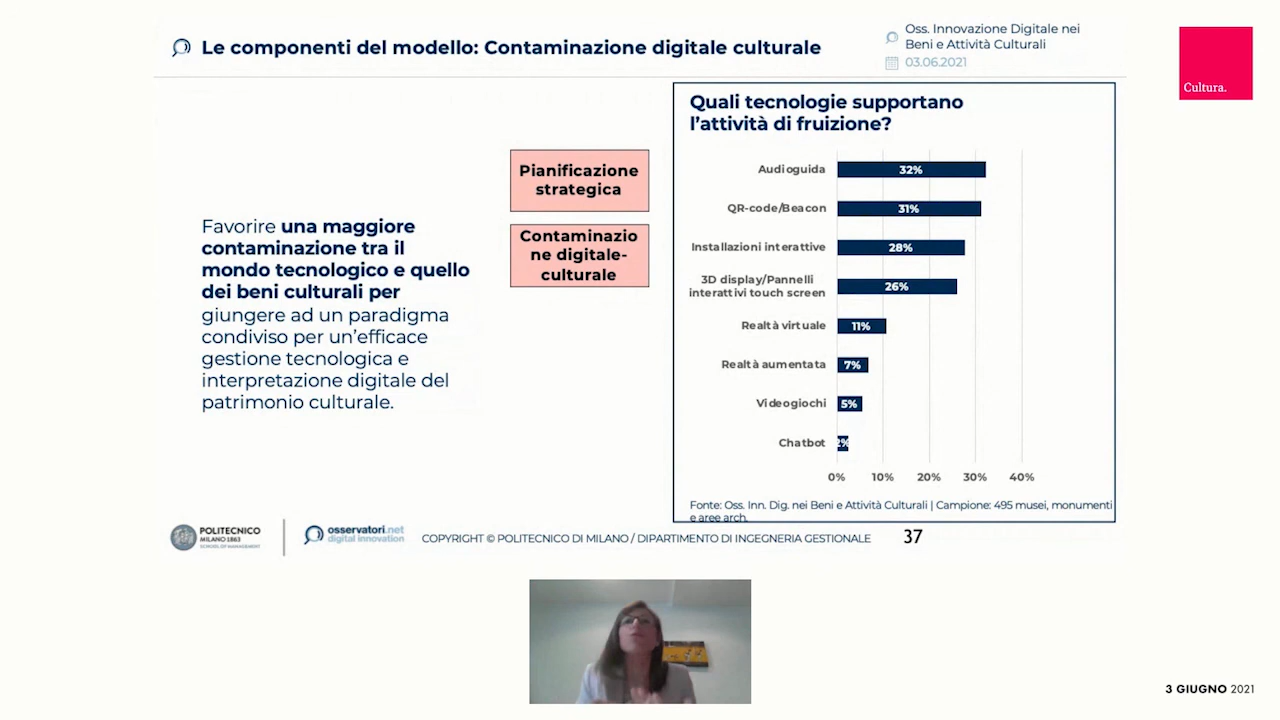 Le componenti del modello: Contaminazione digitale culturale
Oss. Innovazione Digitale nei
Beni e Attività Culturali
03.06.2021
Cultura.
Favorire una maggiore
contaminazione tra il
mondo tecnologico e quello
dei beni culturali per
giungere ad un paradigma
condiviso per un'efficace
gestione tecnologica e
interpretazione digitale del
patrimonio culturale.
Pianificazione
strategica
Contaminazio
ne digitale-
culturale
Quali tecnologie supportano
l'attività di fruizione?
Audioguida 32%
QR-code/Beacon 31%
Installazioni interattive 28%
3D display/Pannelli
interattivi touch screen 26%
Realtà virtuale 11%
Realtà aumentata 7%
Videogiochi 5%
Chatbot 2%
0% 10% 20% 30% 40%
Fonte: Oss. Inn. Dig. nei Beni e Attività Culturali | Campione: 495 musei, monumenti
e aree arch.
POLITECNICO
MILANO 1863
SCHOOL OF MANAGEMENT
osservatori.net
digital innovation
COPYRIGHT © POLITECNICO DI MILANO / DIPARTIMENTO DI INGEGNERIA GESTIONALE
37
3 GIUGNO 2021